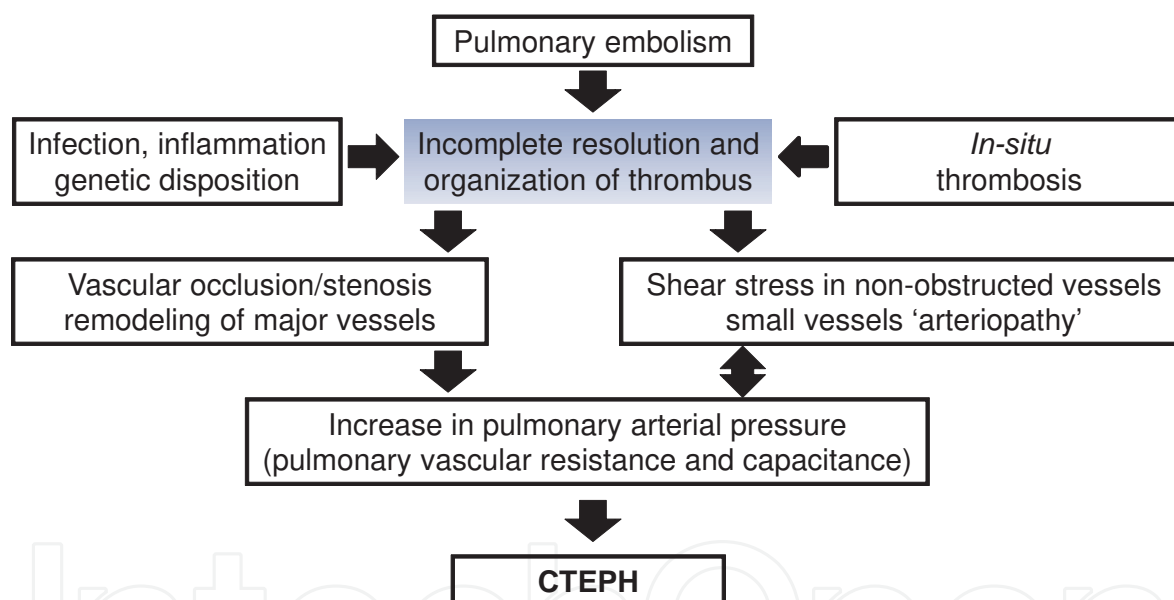 Pulmonary embolism
Infection, inflammation
genetic disposition
Incomplete resolution and
organization of thrombus
In-situ
thrombosis
Vascular occlusion/stenosis
remodeling of major vessels
Shear stress in non-obstructed vessels
small vessels ‘arteriopathy’
Increase in pulmonary arterial pressure
(pulmonary vascular resistance and capacitance)
CTEPH
IntechOpen